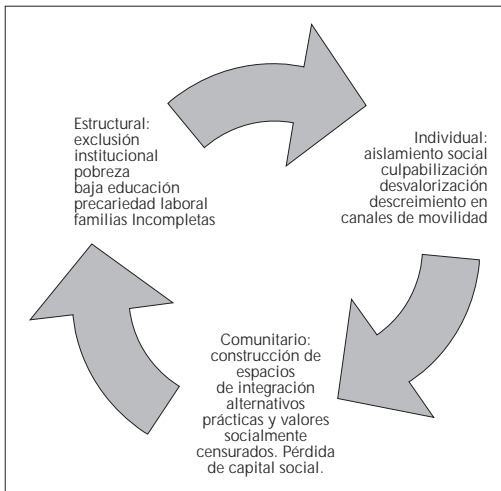 Estructural:
exclusión
institucional
pobreza
baja educación
precariedad laboral
familias Incompletas
Individual:
aislamiento social
culpabilización
desvalorización
descreimiento en
canales de movilidad
Comunitario:
construcción de
espacios
de integración
alternativos
prácticas y valores
socialmente
censurados. Pérdida
de capital social.